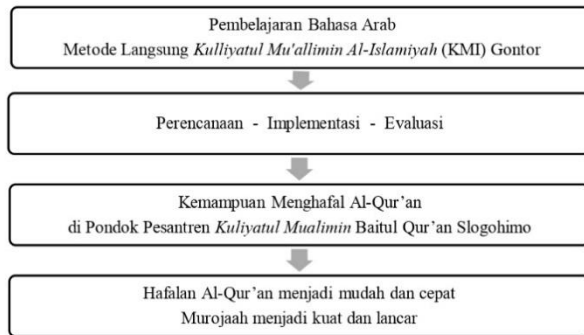 Pembelajaran Bahasa Arab
Metode Langsung Kulliyatul Mu'allimin Al-Islamiyah (KMI) Gontor
Perencanaan - Implementasi - Evaluasi
Kemampuan Menghafal Al-Qur'an
di Pondok Pesantren Kuliyatul Mualimin Baitul Qur'an Slogohimo
Hafalan Al-Qur'an menjadi mudah dan cepat
Murojaah menjadi kuat dan lancar